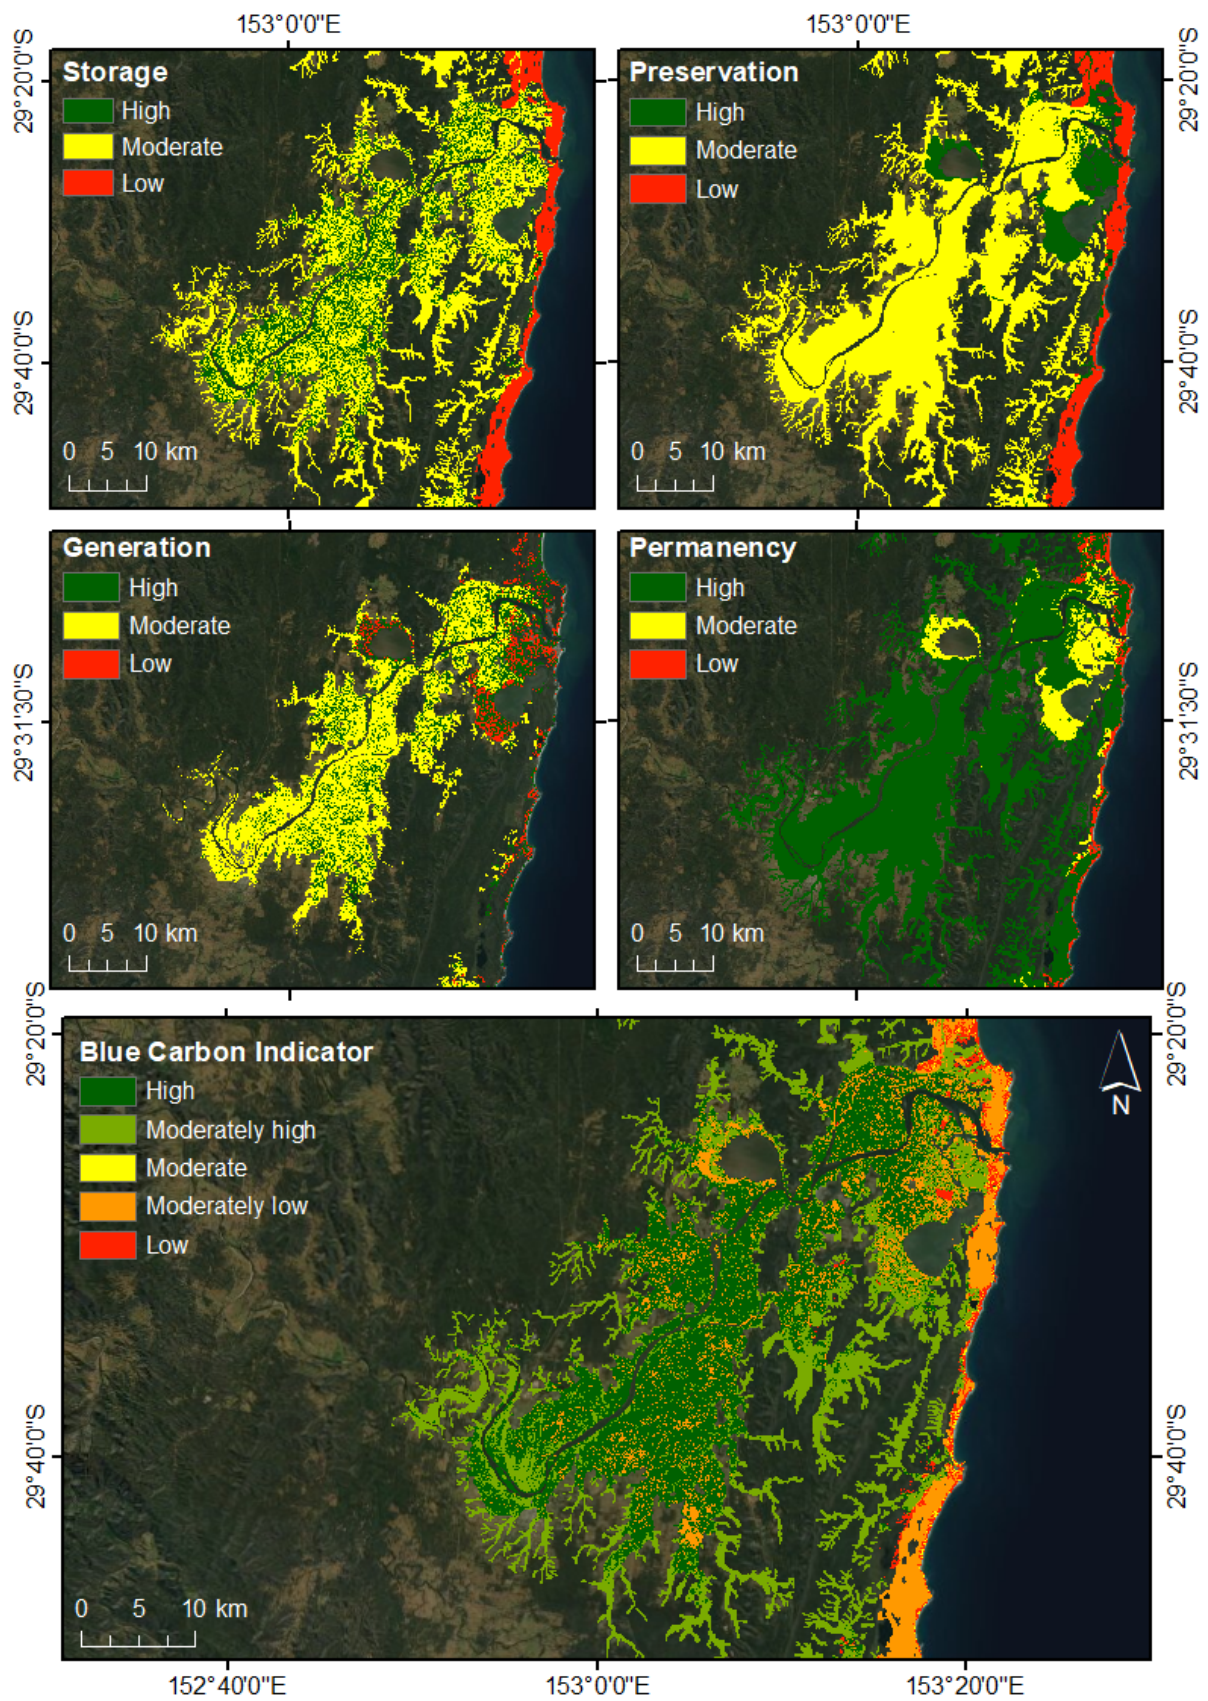 153°0'0"E
153°0'0"E
29°20'0"S
29°20'0"S
Storage
High
Moderate
Low
Preservation
High
Moderate
Low
29°40'0"S
29°40'0"S
0 5 10 km
0 5 10 km
Generation
High
Moderate
Low
Permanency
High
Moderate
Low
29°31'30"S
29°31'30"S
0 5 10 km
0 5 10 km
29°20'0"S
29°20'0"S
Blue Carbon Indicator
High
Moderately high
Moderate
Moderately low
Low
N
29°40'0"S
29°40'0"S
0 5 10 km
152°40'0"E
153°0'0"E
153°20'0"E